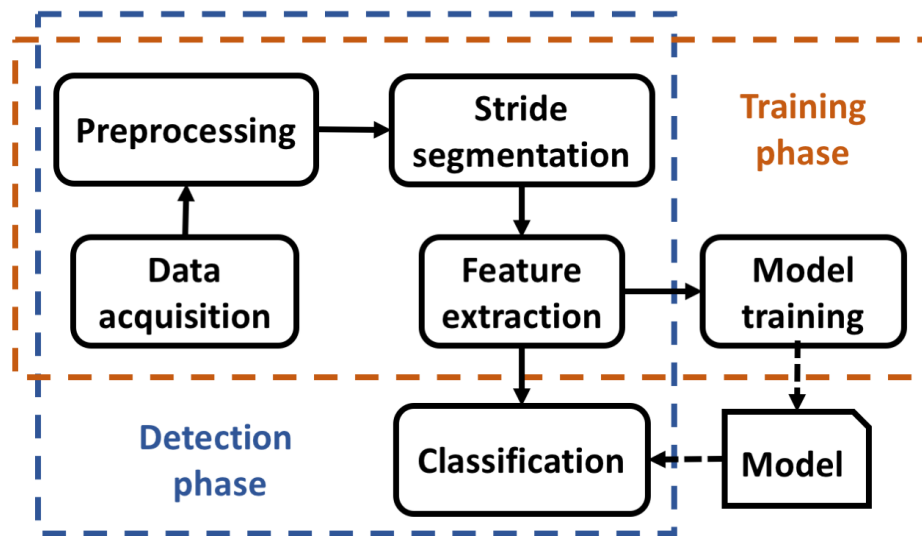 Preprocessing
Stride
segmentation
Training
phase
Data
acquisition
Feature
extraction
Model
training
Detection
phase
Classification
Model